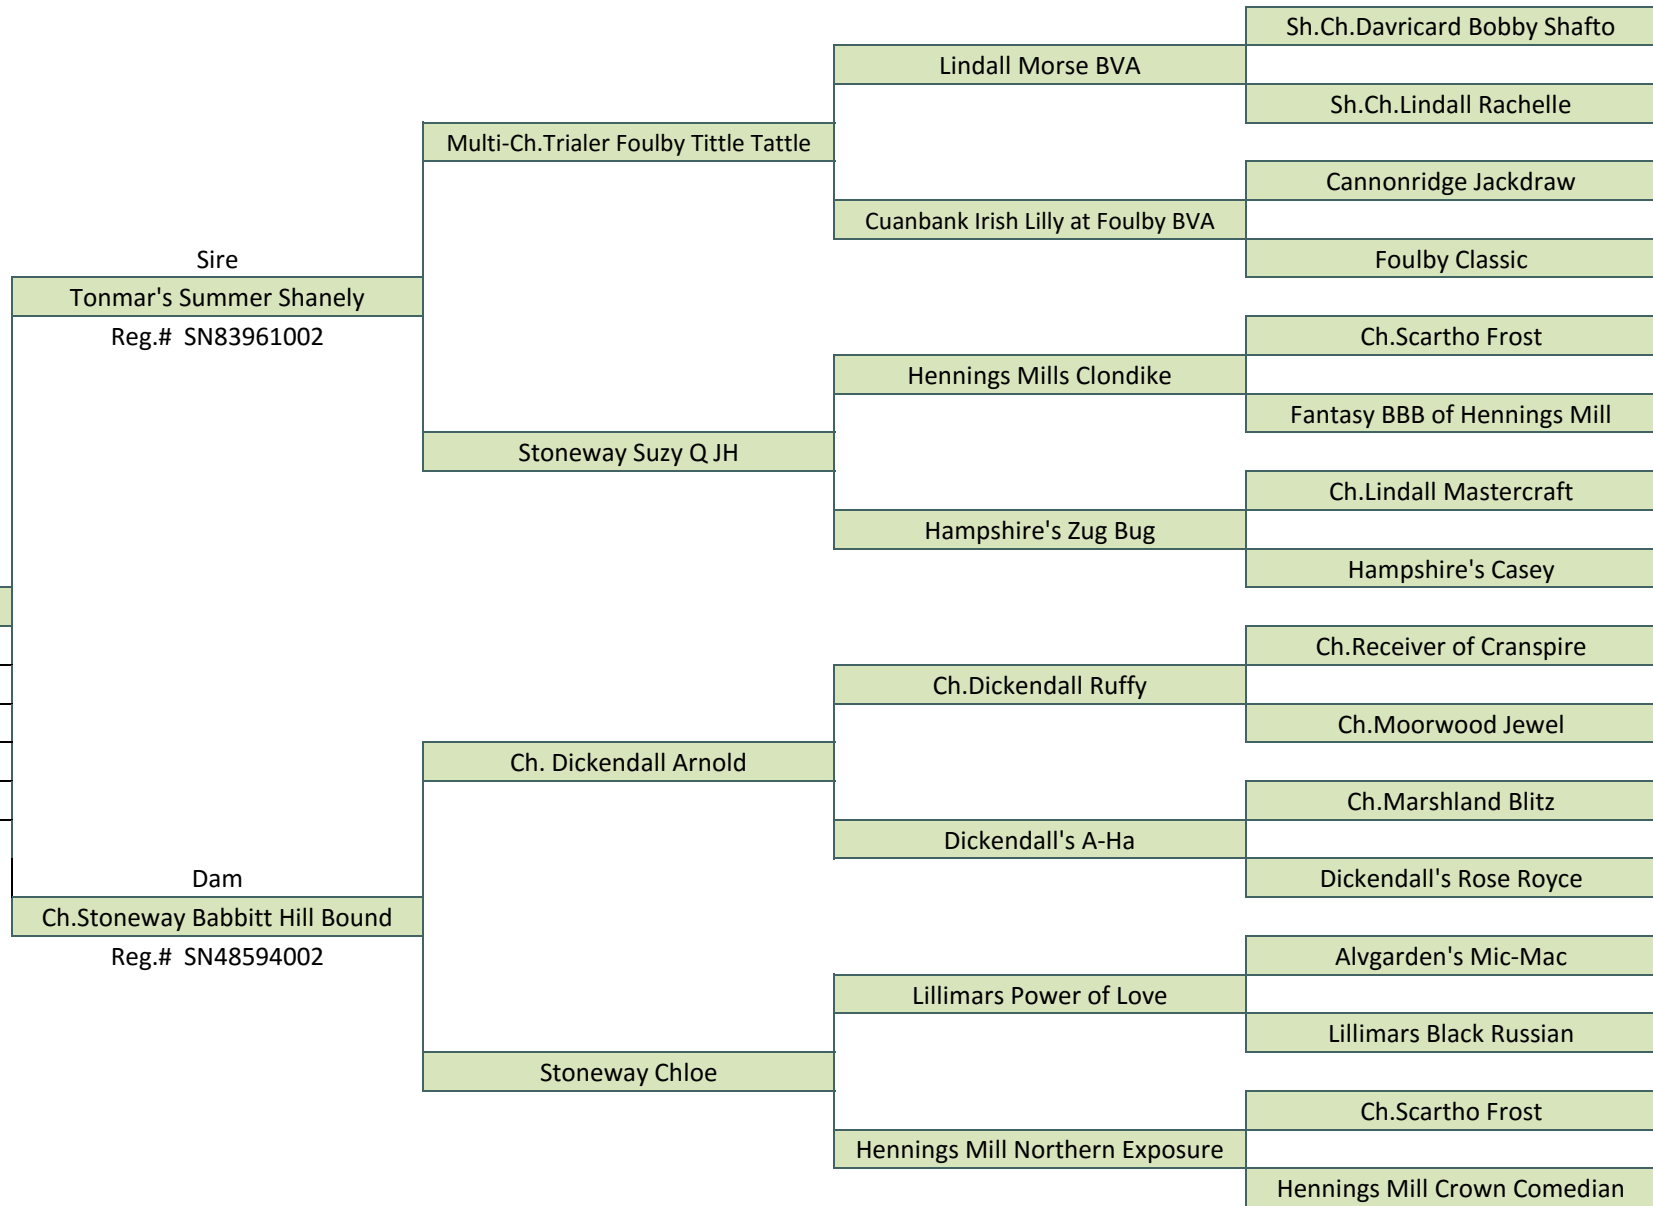 Sh.Ch.Davricard Bobby Shafto
Lindall Morse BVA
Sh.Ch.Lindall Rachelle
Multi-Ch.Trialer Foulby Tittle Tattle
Cannonridge Jackdraw
Cuanbank Irish Lilly at Foulby BVA
Sire
Foulby Classic
Tonmar's Summer Shanely
Reg.# SN83961002
Ch.Scartho Frost
Hennings Mills Clondike
Fantasy BBB of Hennings Mill
Stoneway Suzy Q JH
Ch.Lindall Mastercraft
Hampshire's Zug Bug
Hampshire's Casey
Ch.Receiver of Cranspire
Ch.Dickendall Ruffy
Ch.Moorwood Jewel
Ch. Dickendall Arnold
Ch.Marshland Blitz
Dickendall's A-Ha
Dam
Dickendall's Rose Royce
Ch.Stoneway Babbitt Hill Bound
Reg.# SN48594002
Alvgarden's Mic-Mac
Lillimars Power of Love
Lillimars Black Russian
Stoneway Chloe
Ch.Scartho Frost
Hennings Mill Northern Exposure
Hennings Mill Crown Comedian